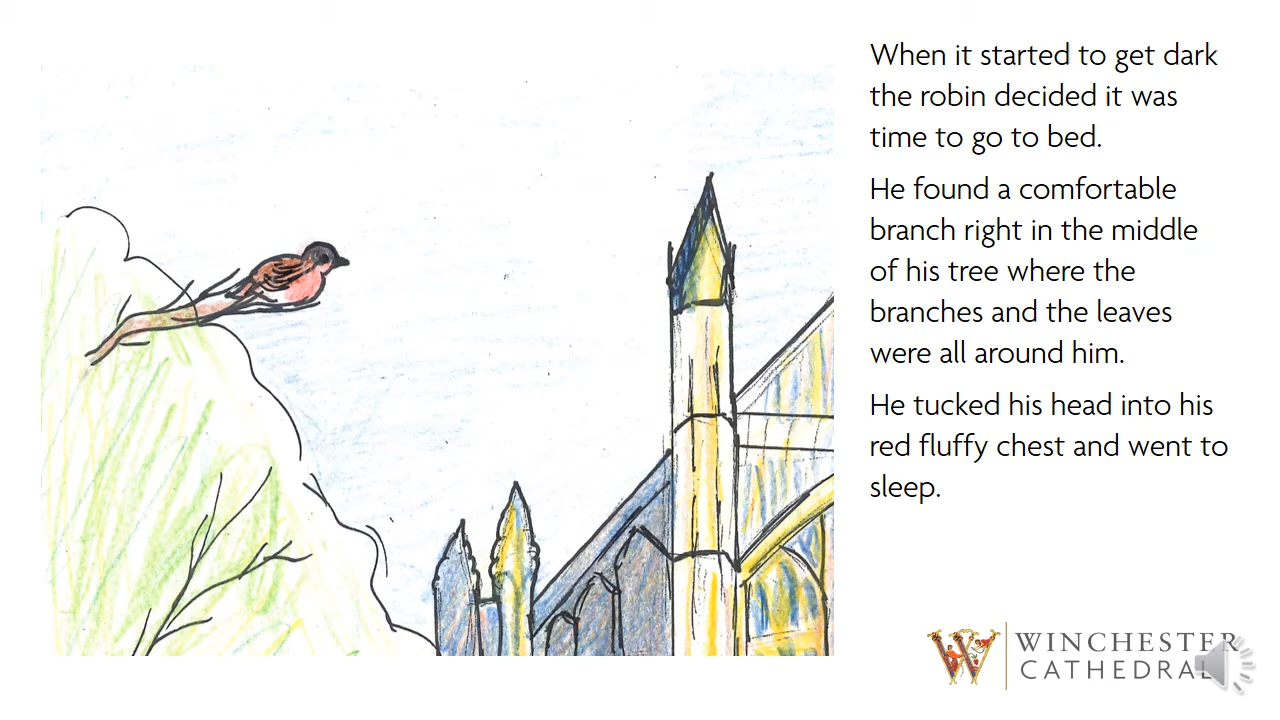 When it started to get dark
the robin decided it was
time to go to bed.
He found a comfortable
branch right in the middle
of his tree where the
branches and the leaves
were all around him.
He tucked his head into his
red fluffy chest and went to
sleep.
WINCHESTER
CATHEDRAL